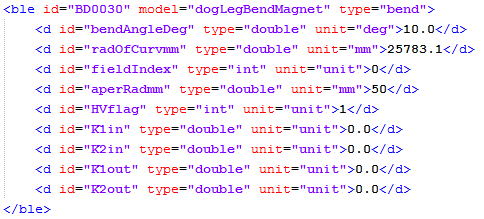 <ble id="BD0030" model="dogLegBendMagnet" type="bend">
<d id="bendAngleDeg" type="double" unit="deg">10.0</d>
<d id="radOfCurvmm" type="double" unit="mm">25783.1</d>
<d id="fieldIndex" type="int" unit="unit">0</d>
<d id="aperRadmm" type="double" unit="mm">50</d>
<d id="HVflag" type="int" unit="unit">1</d>
<d id="K1in" type="double" unit="unit">0.0</d>
<d id="K2in" type="double" unit="unit">0.0</d>
<d id="K1out" type="double" unit="unit">0.0</d>
<d id="K2out" type="double" unit="unit">0.0</d>
</ble>